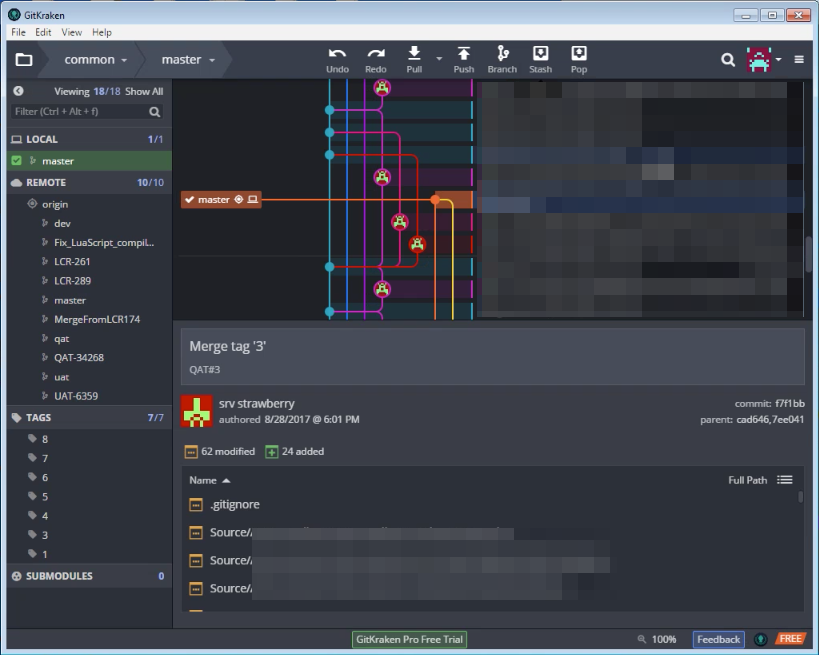 GitKraken
File Edit View Help
common master Undo Redo Pull Push Branch Stash Pop
Viewing 18/18 Show All
Filter (Ctrl + Alt + f)
LOCAL 1/1
master
REMOTE 10/10
origin
dev
Fix_LuaScript_compil...
LCR-261
LCR-289
master
MergeFromLCR174
qat
QAT-34268
uat
UAT-6359
TAGS 7/7
8
7
6
5
4
3
1
SUBMODULES 0
master
Merge tag '3'
QAT#3
srv strawberry
authored 8/28/2017 @ 6:01 PM
commit: f7f1bb
parent: cad646,7ee041
62 modified 24 added
Name Full Path
.gitignore
Source/
Source/
Source/
GitKraken Pro Free Trial 100% Feedback FREE